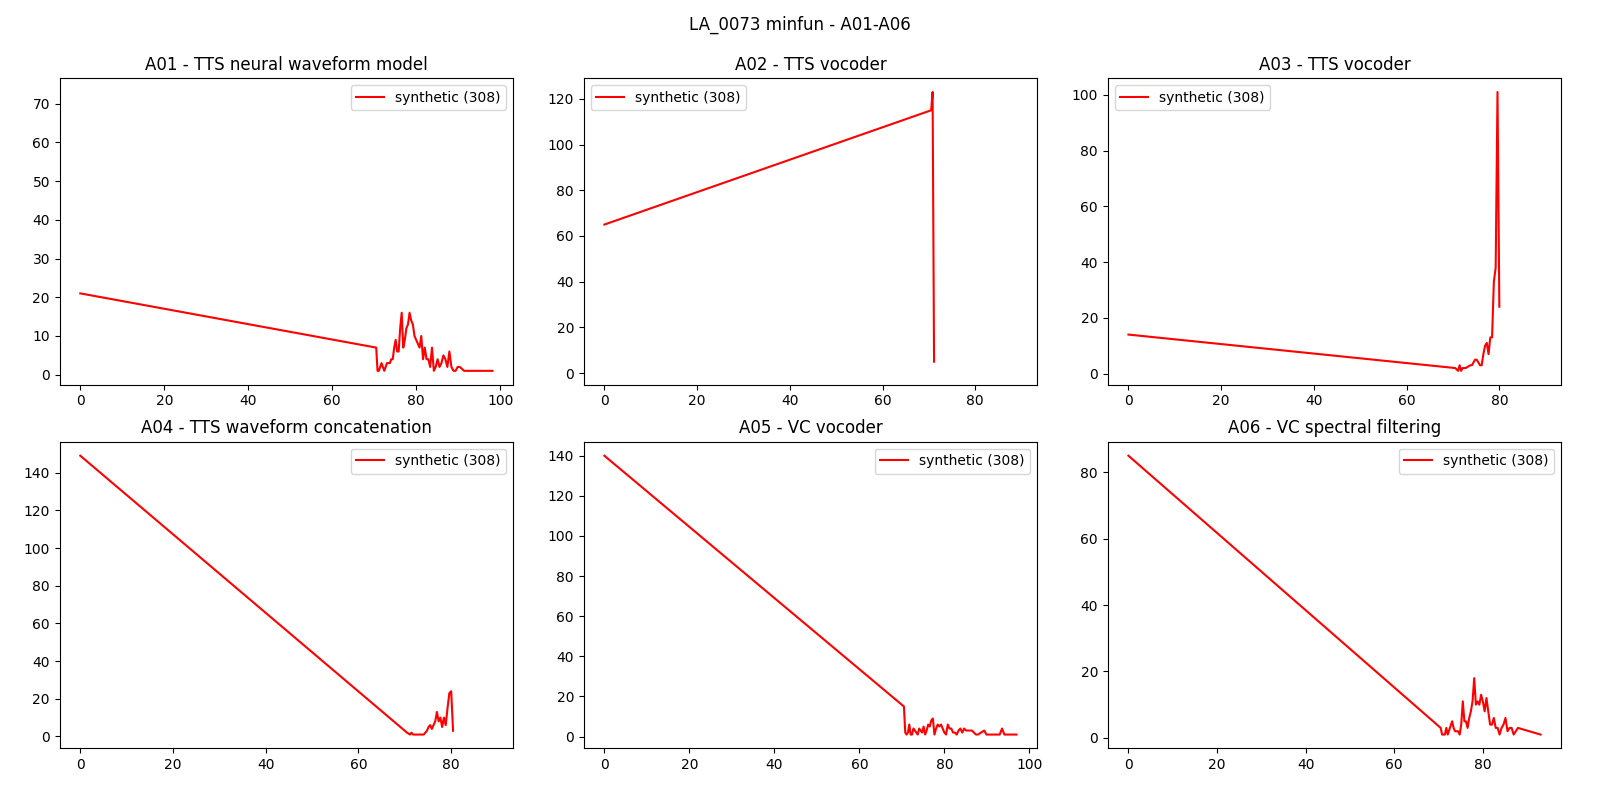 LA_0073 minfun - A01-A06
A01 - TTS neural waveform model
synthetic (308)
70
60
50
40
30
20
10
0
0 20 40 60 80 100
A02 - TTS vocoder
synthetic (308)
120
100
80
60
40
20
0
0 20 40 60 80
A03 - TTS vocoder
synthetic (308)
100
80
60
40
20
0
0 20 40 60 80
A04 - TTS waveform concatenation
synthetic (308)
140
120
100
80
60
40
20
0
0 20 40 60 80
A05 - VC vocoder
synthetic (308)
140
120
100
80
60
40
20
0
0 20 40 60 80 100
A06 - VC spectral filtering
synthetic (308)
80
60
40
20
0
0 20 40 60 80